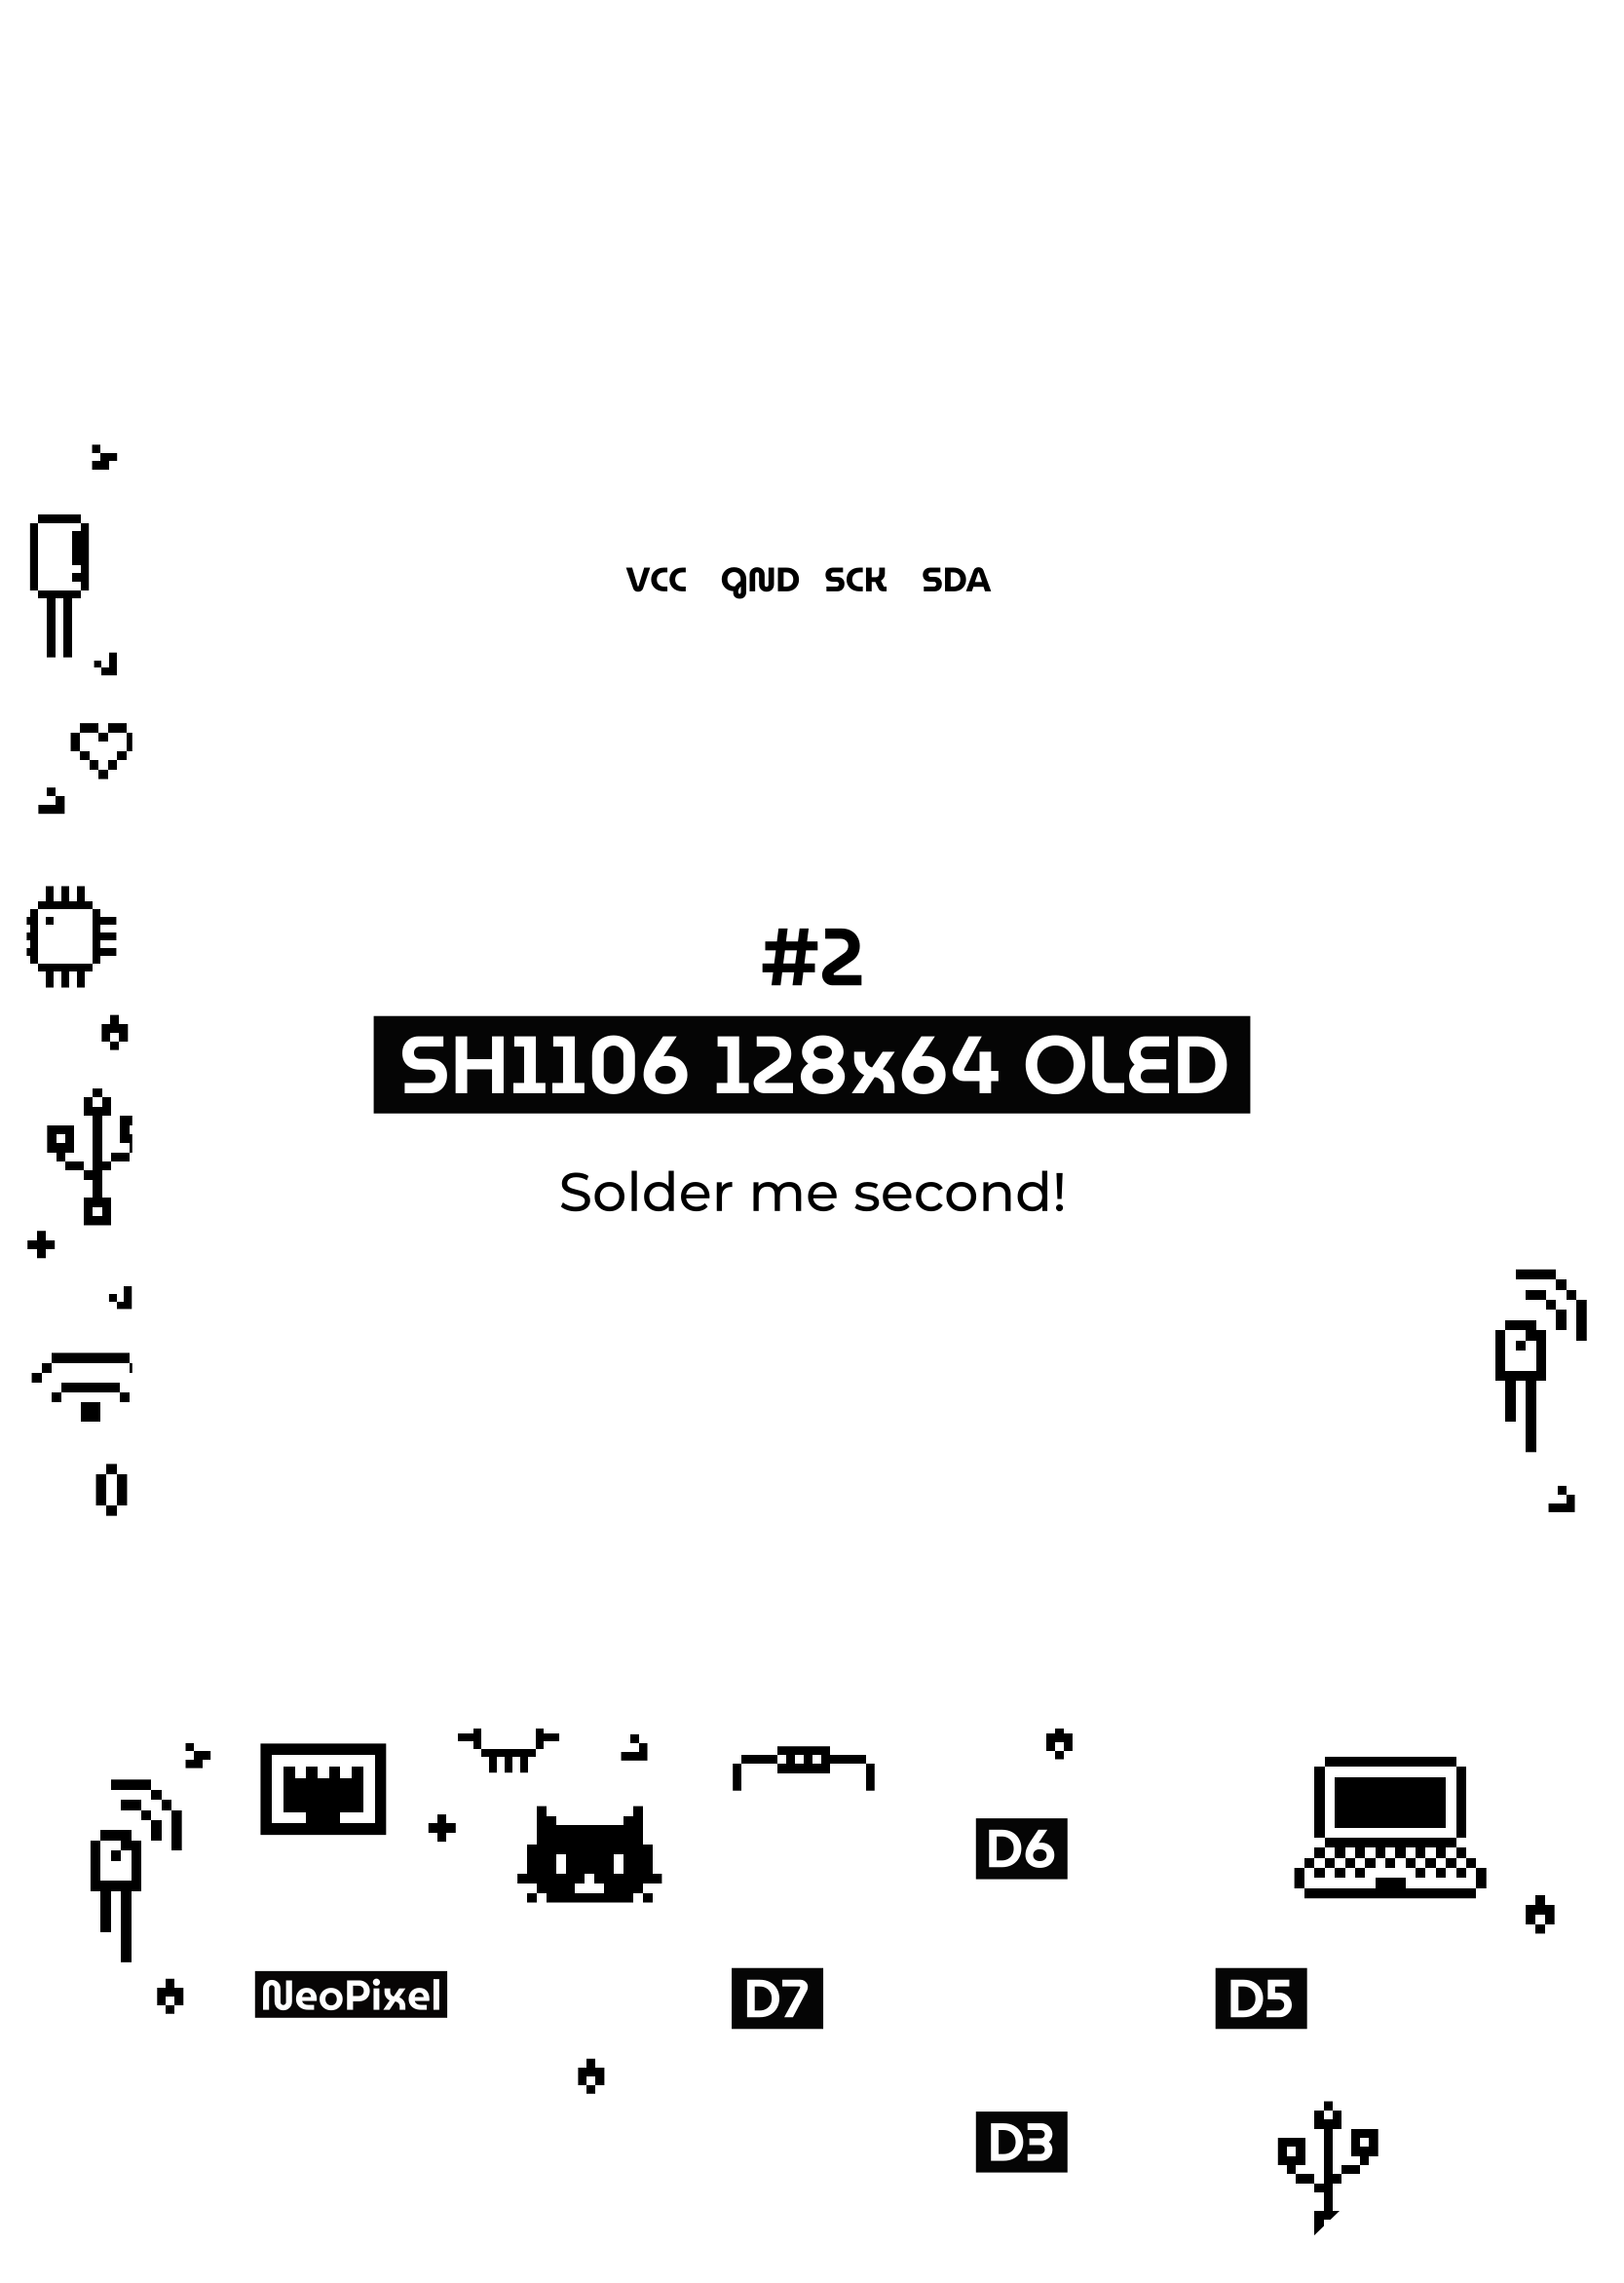 VCC GND SCK SDA
#2
SH1106 128x64 OLED
Solder me second!
D6
NeoPixel
D7
D5
D3